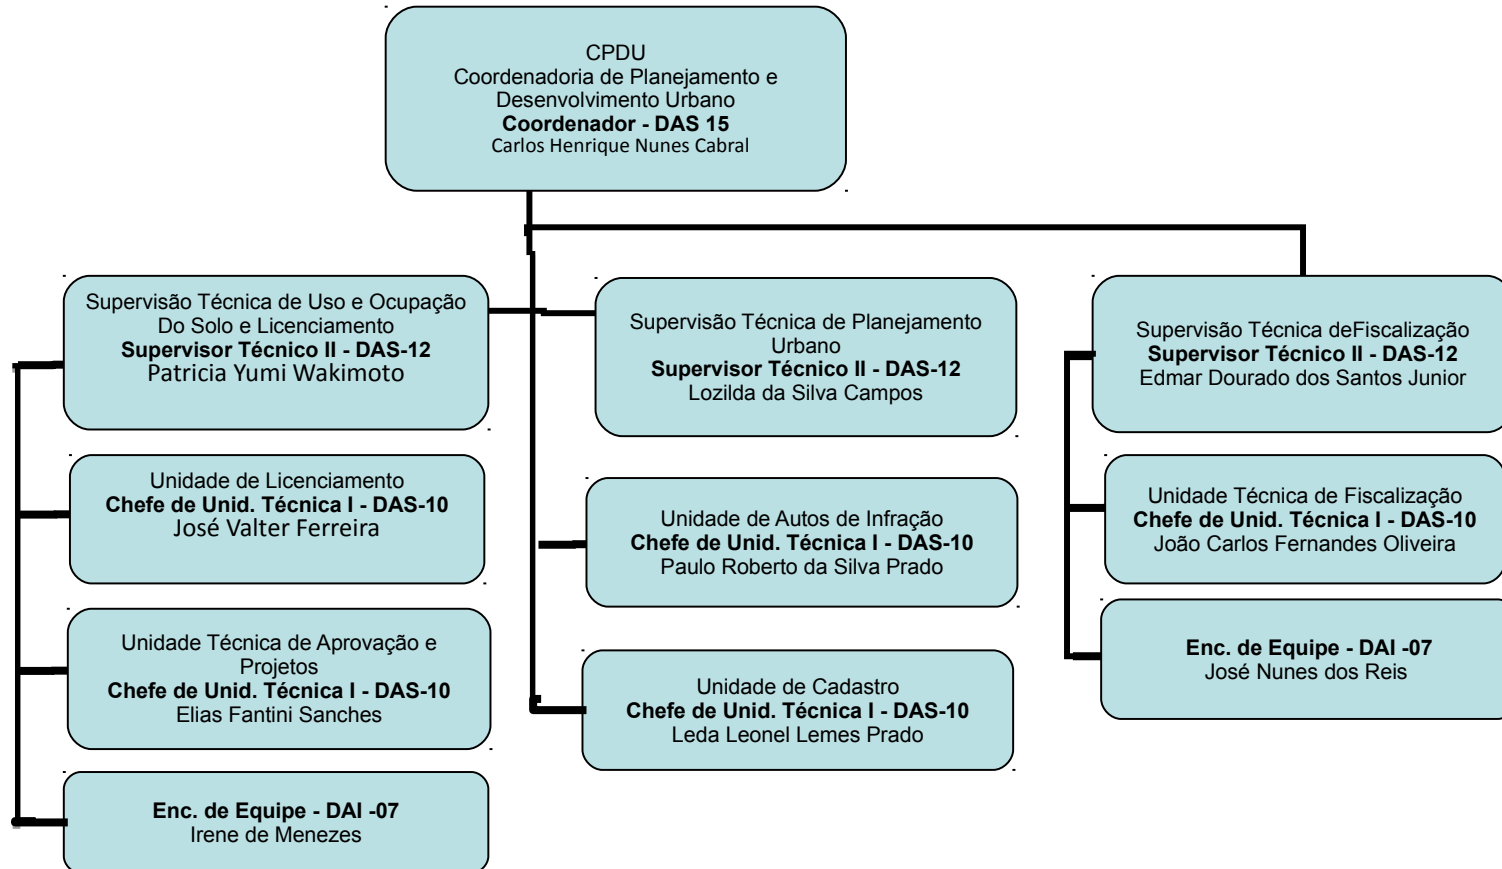 CPDU
Coordenadoria de Planejamento e
Desenvolvimento Urbano
Coordenador - DAS 15
Carlos Henrique Nunes Cabral
Supervisão Técnica de Uso e Ocupação
Do Solo e Licenciamento
Supervisor Técnico II - DAS-12
Patricia Yumi Wakimoto
Unidade de Licenciamento
Chefe de Unid. Técnica I - DAS-10
José Valter Ferreira
Unidade Técnica de Aprovação e
Projetos
Chefe de Unid. Técnica I - DAS-10
Elias Fantini Sanches
Enc. de Equipe - DAI -07
Irene de Menezes
Supervisão Técnica de Planejamento
Urbano
Supervisor Técnico II - DAS-12
Lozilda da Silva Campos
Unidade de Autos de Infração
Chefe de Unid. Técnica I - DAS-10
Paulo Roberto da Silva Prado
Unidade de Cadastro
Chefe de Unid. Técnica I - DAS-10
Leda Leonel Lemes Prado
Supervisão Técnica deFiscalização
Supervisor Técnico II - DAS-12
Edmar Dourado dos Santos Junior
Unidade Técnica de Fiscalização
Chefe de Unid. Técnica I - DAS-10
João Carlos Fernandes Oliveira
Enc. de Equipe - DAI -07
José Nunes dos Reis